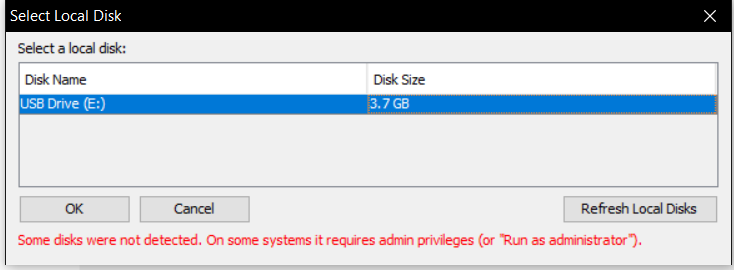 Select Local Disk
Select a local disk:
Disk Name Disk Size
USB Drive (E:) 3.7 GB
OK Cancel Refresh Local Disks
Some disks were not detected. On some systems it requires admin privileges (or "Run as administrator").